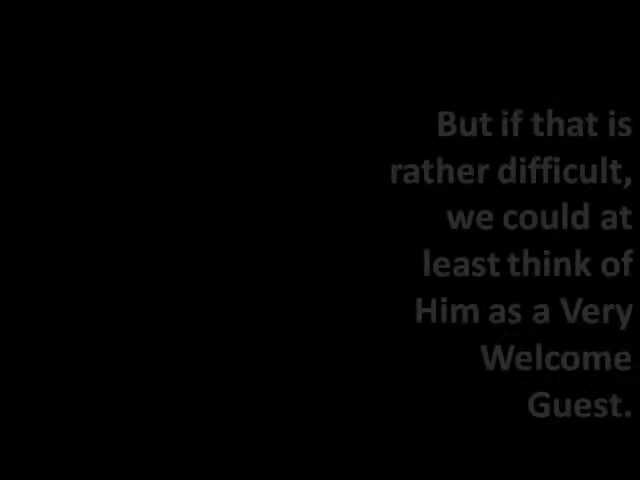 But if that is
rather difficult,
we could at
least think of
Him as a Very
Welcome
Guest.